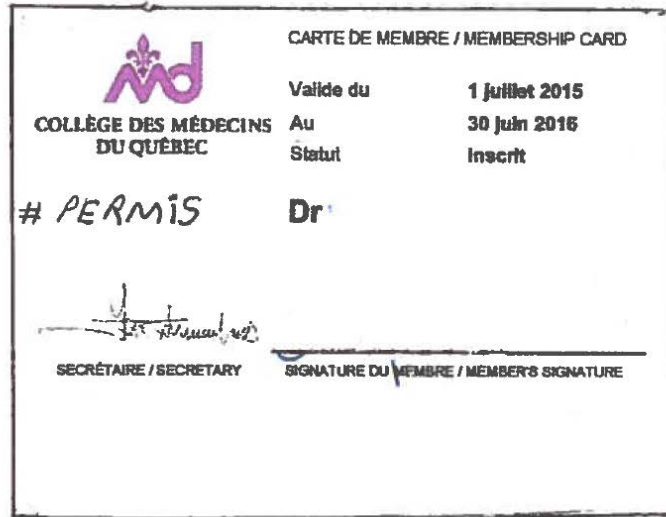 CARTE DE MEMBRE / MEMBERSHIP CARD
Md
COLLÈGE DES MÉDECINS
DU QUÉBEC
Valide du 1 juillet 2015
Au 30 juin 2016
Statut Inscrit
# PERMIS
Dr
SECRÉTAIRE / SECRETARY
SIGNATURE DU MEMBRE / MEMBER'S SIGNATURE